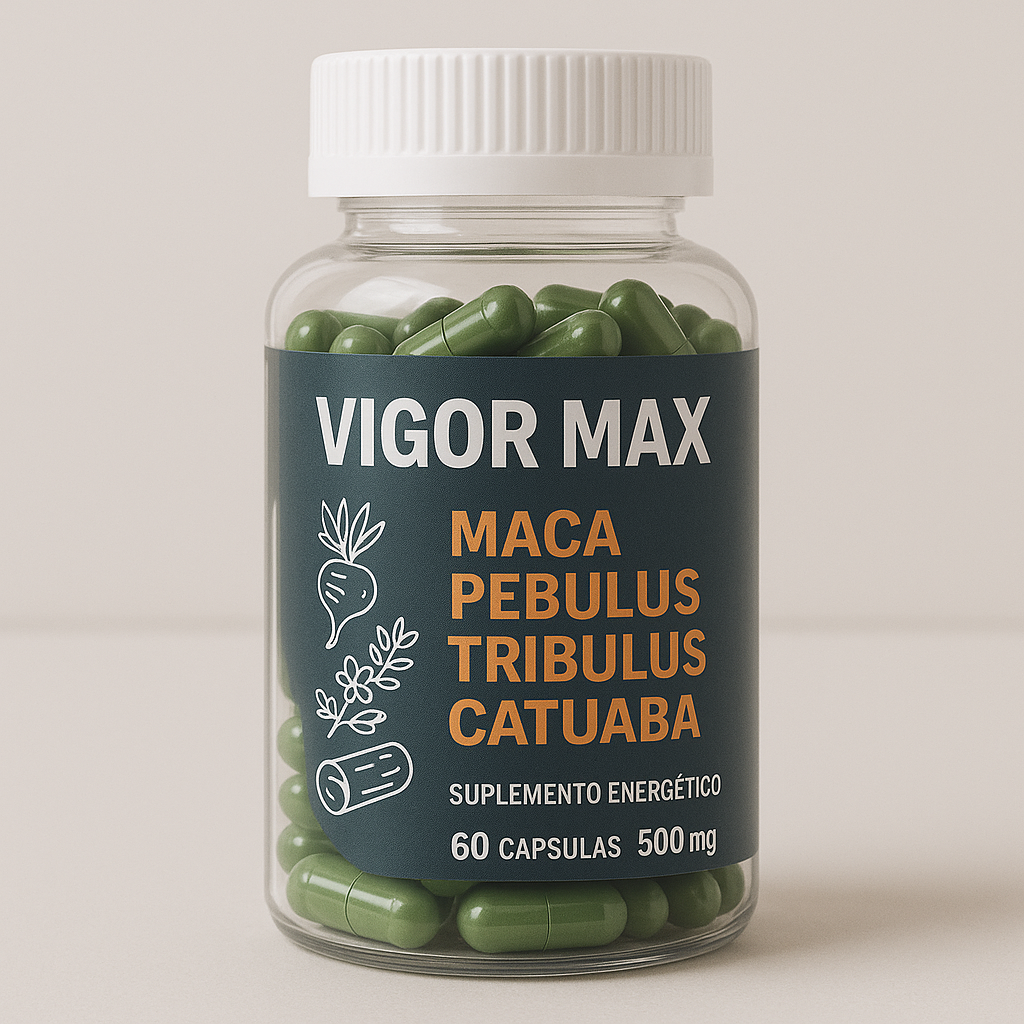 VIGOR MAX
MACA
PEBULUS
TRIBULUS
CATUABA
SUPLEMENTO ENERGÉTICO
60 CAPSULAS 500 mg